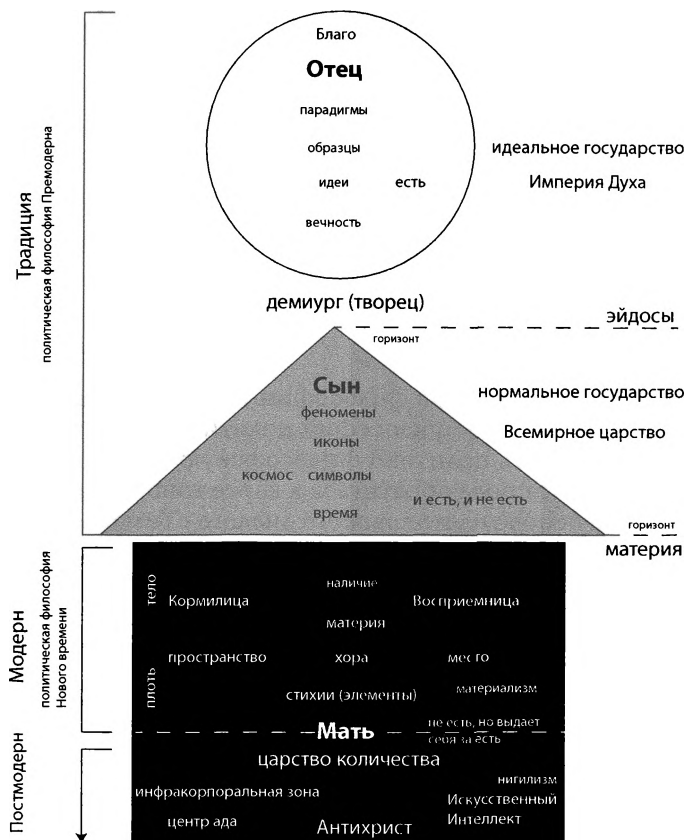 Благо
Отец
парадигмы
образцы
идеи
есть
вечность
идеальное государство
Империя Духа
Традиция
политическая философия Премодерна
демиург (творец)
эйдосы
горизонт
Сын
феномены
иконы
космос
символы
время
и есть, и не есть
нормальное государство
Всемирное царство
горизонт
материя
Модерн
политическая философия
Нового времени
тело
наличие
Кормилица
Восприемница
материя
пространство
хора
место
плоть
стихии (элементы)
материализм
не есть, но выдает
себя за есть
Мать
Постмодерн
царство количества
инфракорпоральная зона
нигилизм
Искусственный
Интеллект
центр ада
Антихрист